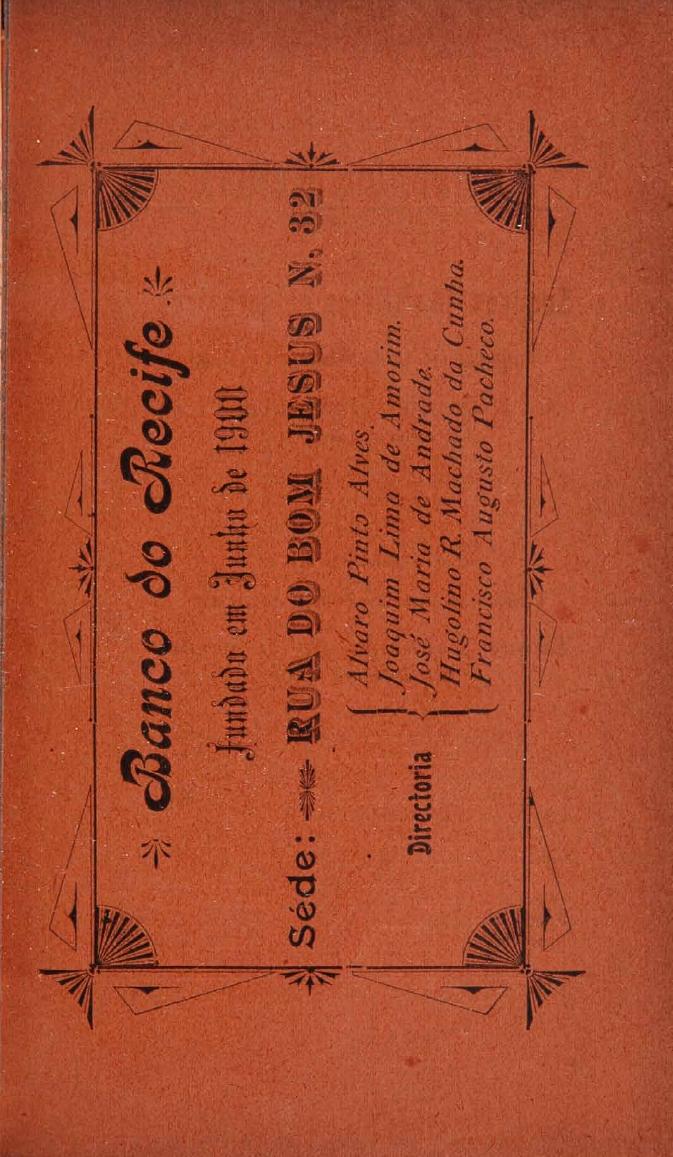 Banco do Recife
Fundado em Junho de 1900
Séde: RUA DO BOM JESUS N. 32
Directoria
Alvaro Pinto Alves.
Joaquim Lima de Amorim.
José Maria de Andrade.
Hugolino R. Machado da Cunha.
Francisco Augusto Pacheco.